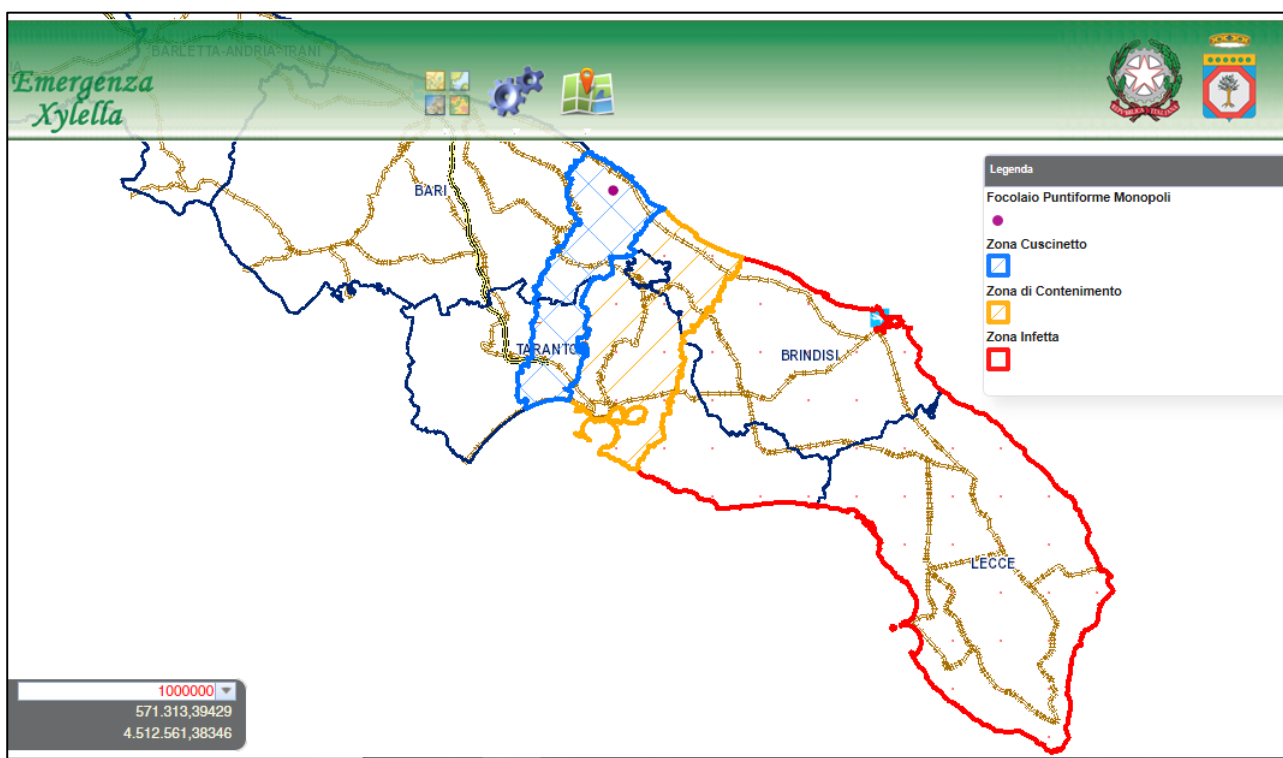 BARLETTA-ANDRIA-TRANI
Emergenza
Xylella
BARI
TARANTO
BRINDISI
LECCE
Legenda
Focolaio Puntiforme Monopoli
Zona Cuscinetto
Zona di Contenimento
Zona Infetta
1000000
571.313,39429
4.512.561,38346